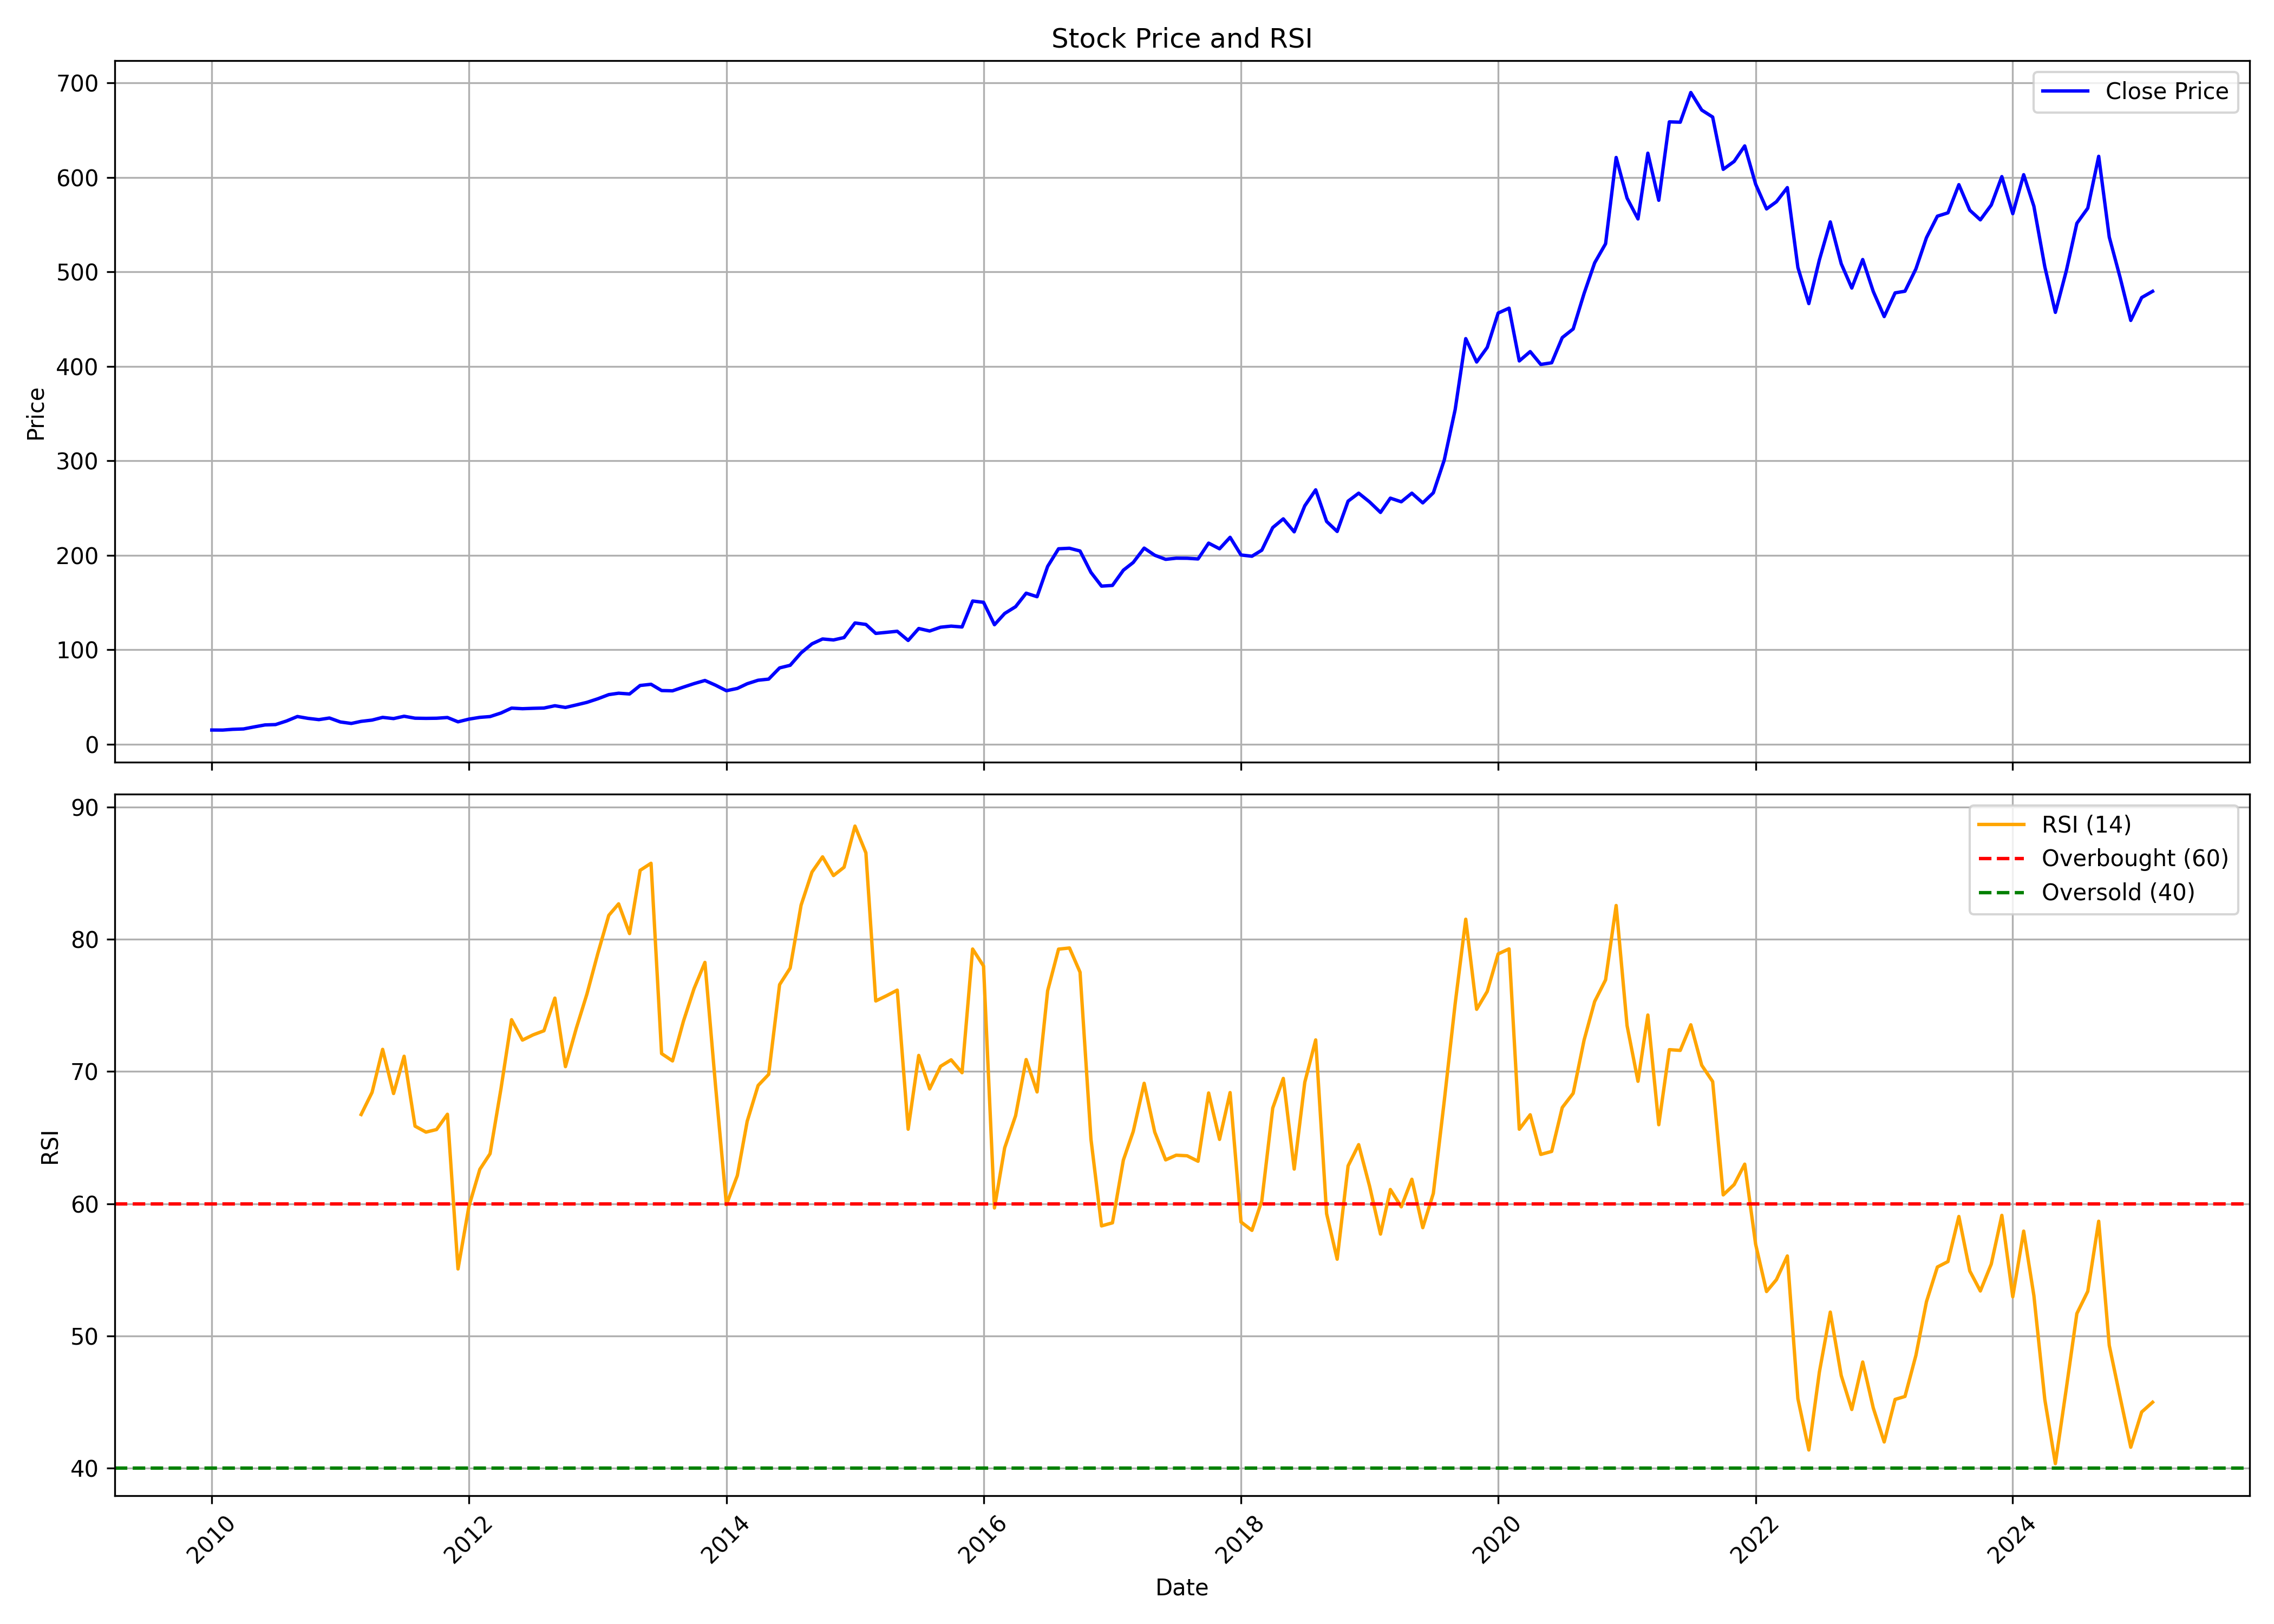 Stock Price and RSI
Close Price
700
600
500
400
300
200
100
0
Price
RSI (14)
Overbought (60)
Oversold (40)
90
80
70
60
50
40
RSI
2010
2012
2014
2016
2018
2020
2022
2024
Date